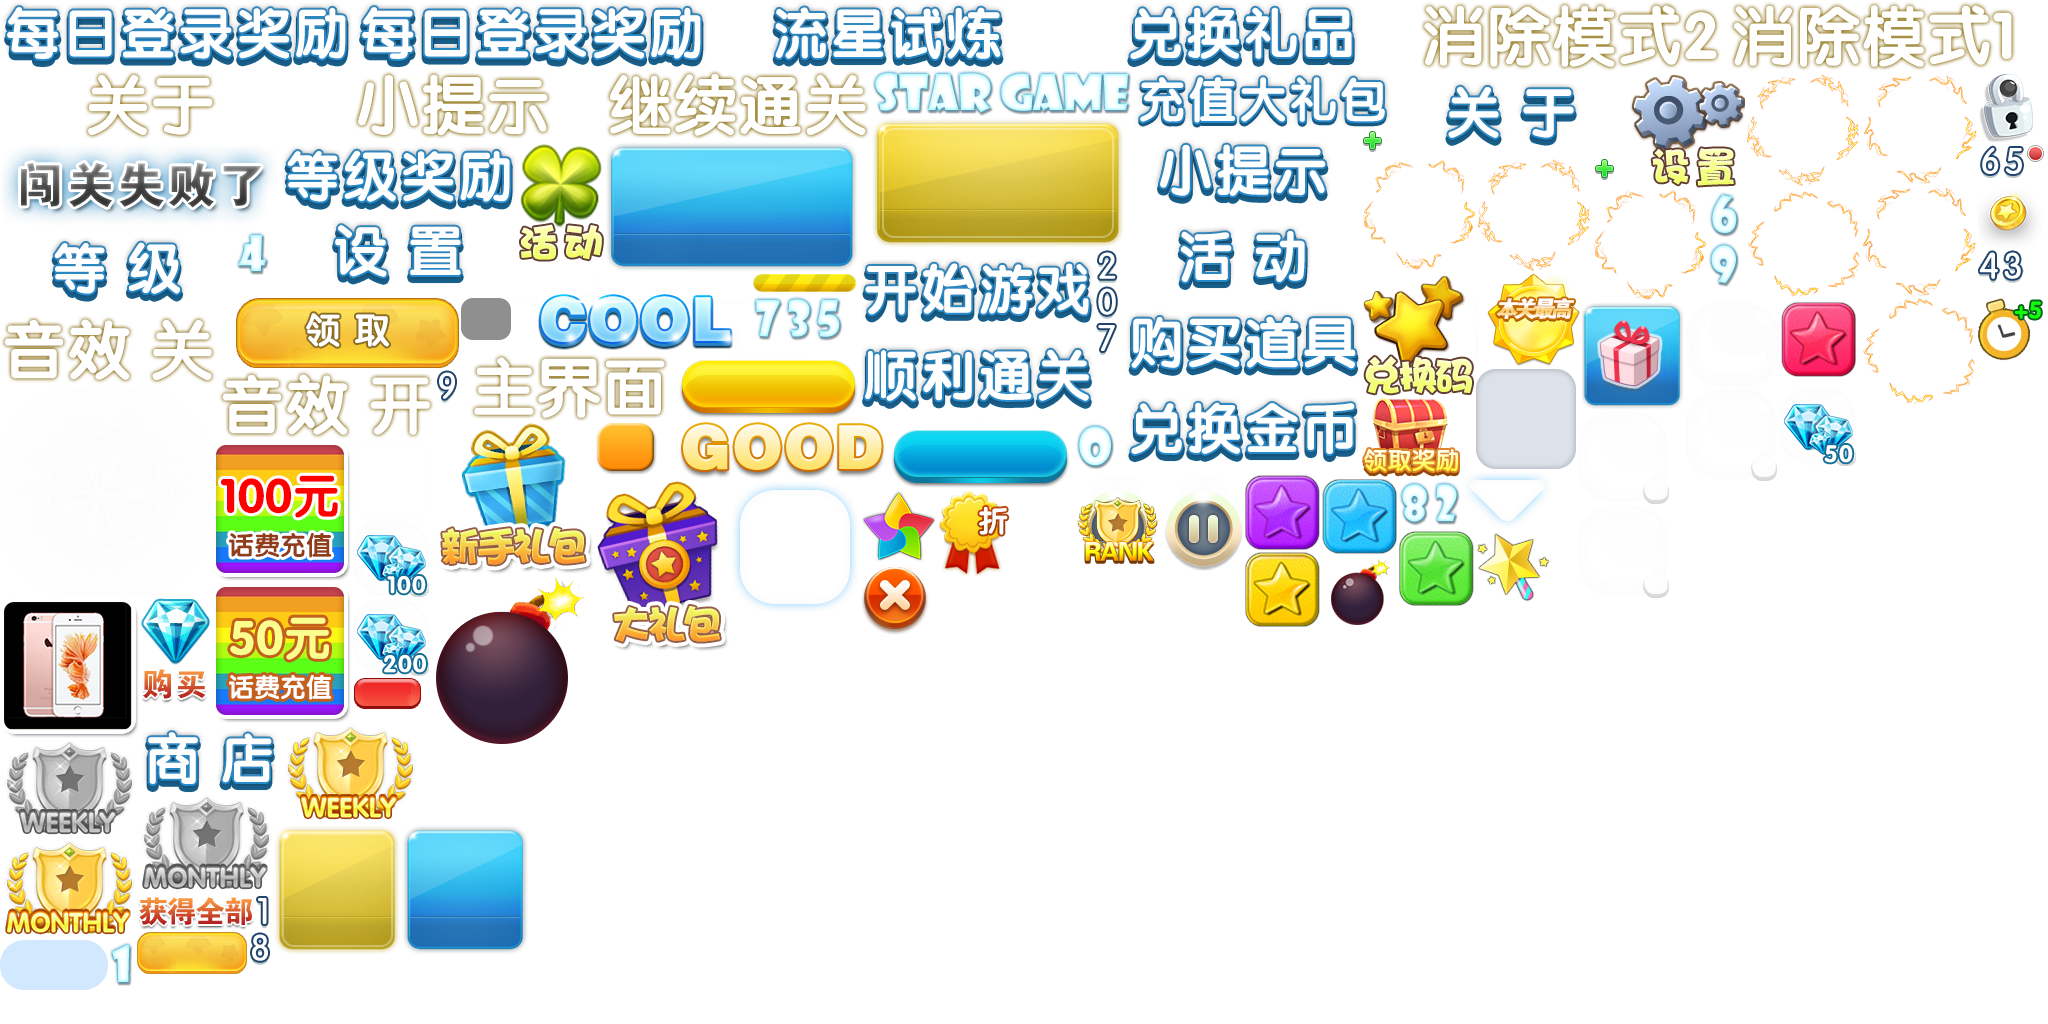 每日登录奖励
每日登录奖励
流星试炼
兑换礼品
消除模式2
消除模式1
关于
小提示
继续通关
STAR GAME
充值大礼包
关于
设置
65
闯关失败了
等级奖励
活动
小提示
6
9
43
等级
4
设置
735
开始游戏
2
0
7
活动
领取
COOL
购买道具
兑换码
本关最高
+5
音效 关
音效 开
9
主界面
顺利通关
GOOD
0
兑换金币
领取奖励
50
100元
话费充值
100
新手礼包
大礼包
折
RANK
82
购买
50元
话费充值
200
WEEKLY
商店
WEEKLY
MONTHLY
MONTHLY
获得全部
1
1
8